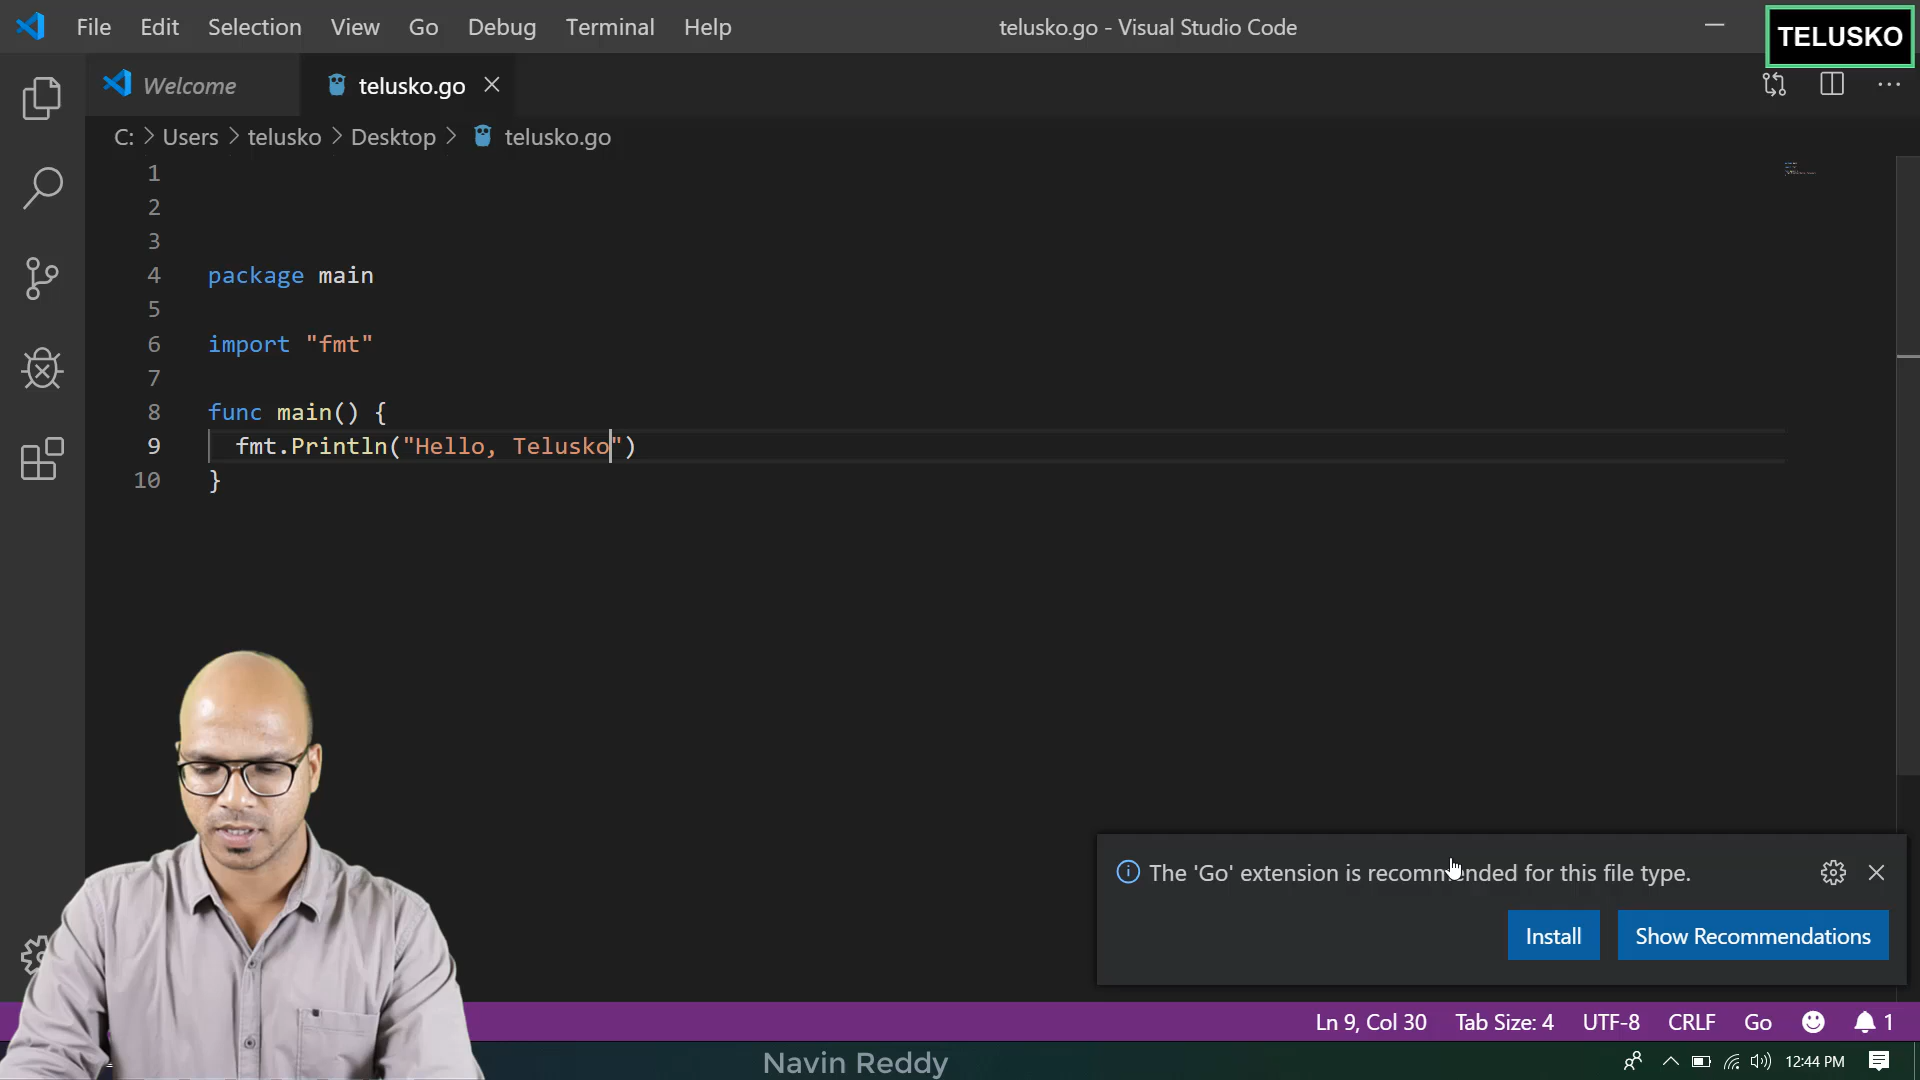 File Edit Selection View Go Debug Terminal Help
telusko.go - Visual Studio Code
TELUSKO
Welcome
telusko.go
C: > Users > telusko > Desktop > telusko.go
1
2
3
4 package main
5
6 import "fmt"
7
8 func main() {
9 fmt.Println("Hello, Telusko")
10 }
The 'Go' extension is recommended for this file type.
Install
Show Recommendations
Ln 9, Col 30 Tab Size: 4 UTF-8 CRLF Go 1
Navin Reddy
12:44 PM